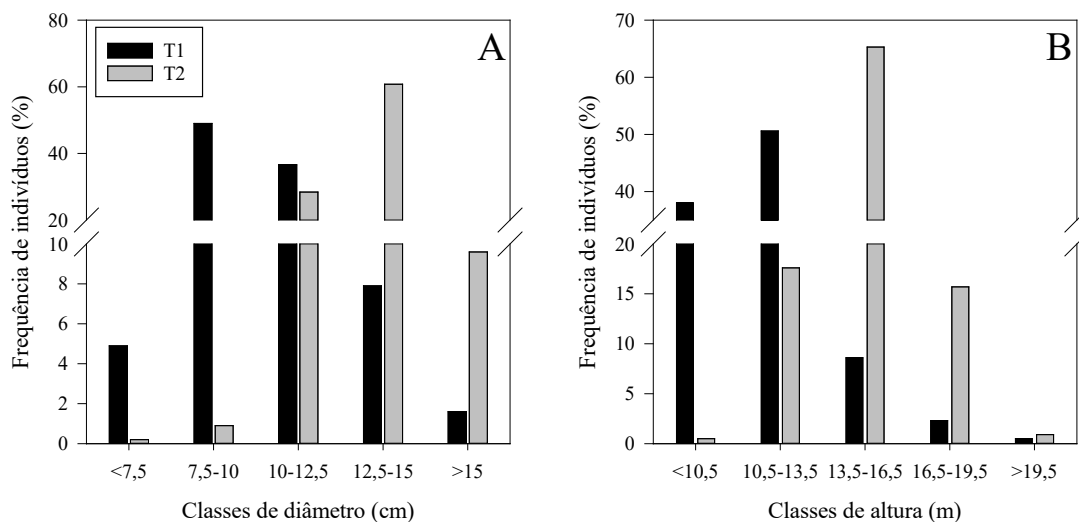 A
T1
T2
Frequência de indivíduos (%)
80
60
40
20
10
8
6
4
2
0
<7,5 7,5-10 10-12,5 12,5-15 >15
Classes de diâmetro (cm)
B
Frequência de indivíduos (%)
70
60
50
40
20
15
10
5
0
<10,5 10,5-13,5 13,5-16,5 16,5-19,5 >19,5
Classes de altura (m)